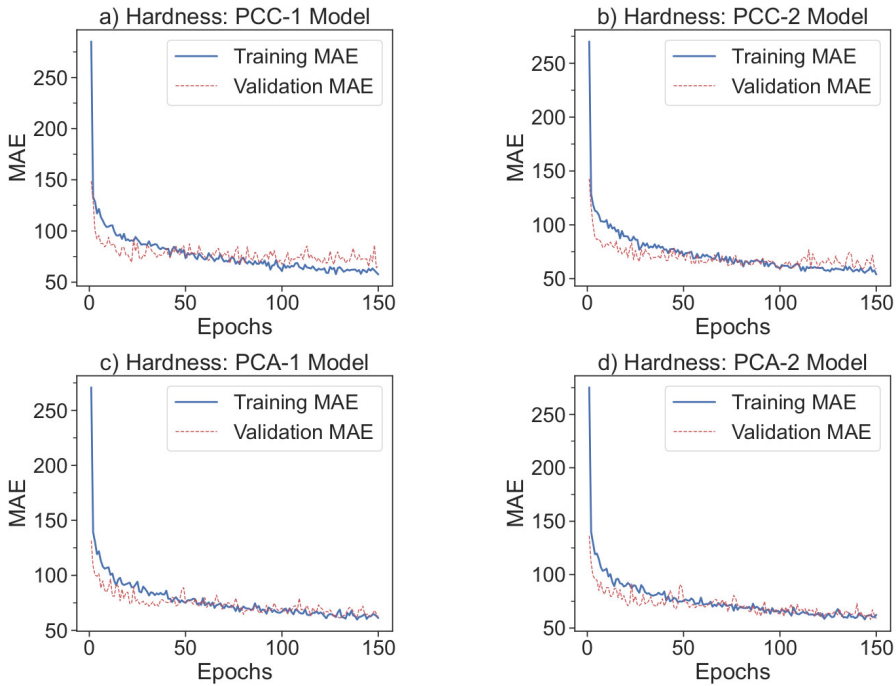 a) Hardness: PCC-1 Model
Training MAE
Validation MAE
MAE
250
200
150
100
50
0
50
100
150
Epochs
b) Hardness: PCC-2 Model
Training MAE
Validation MAE
MAE
250
200
150
100
50
0
50
100
150
Epochs
c) Hardness: PCA-1 Model
Training MAE
Validation MAE
MAE
250
200
150
100
50
0
50
100
150
Epochs
d) Hardness: PCA-2 Model
Training MAE
Validation MAE
MAE
250
200
150
100
50
0
50
100
150
Epochs